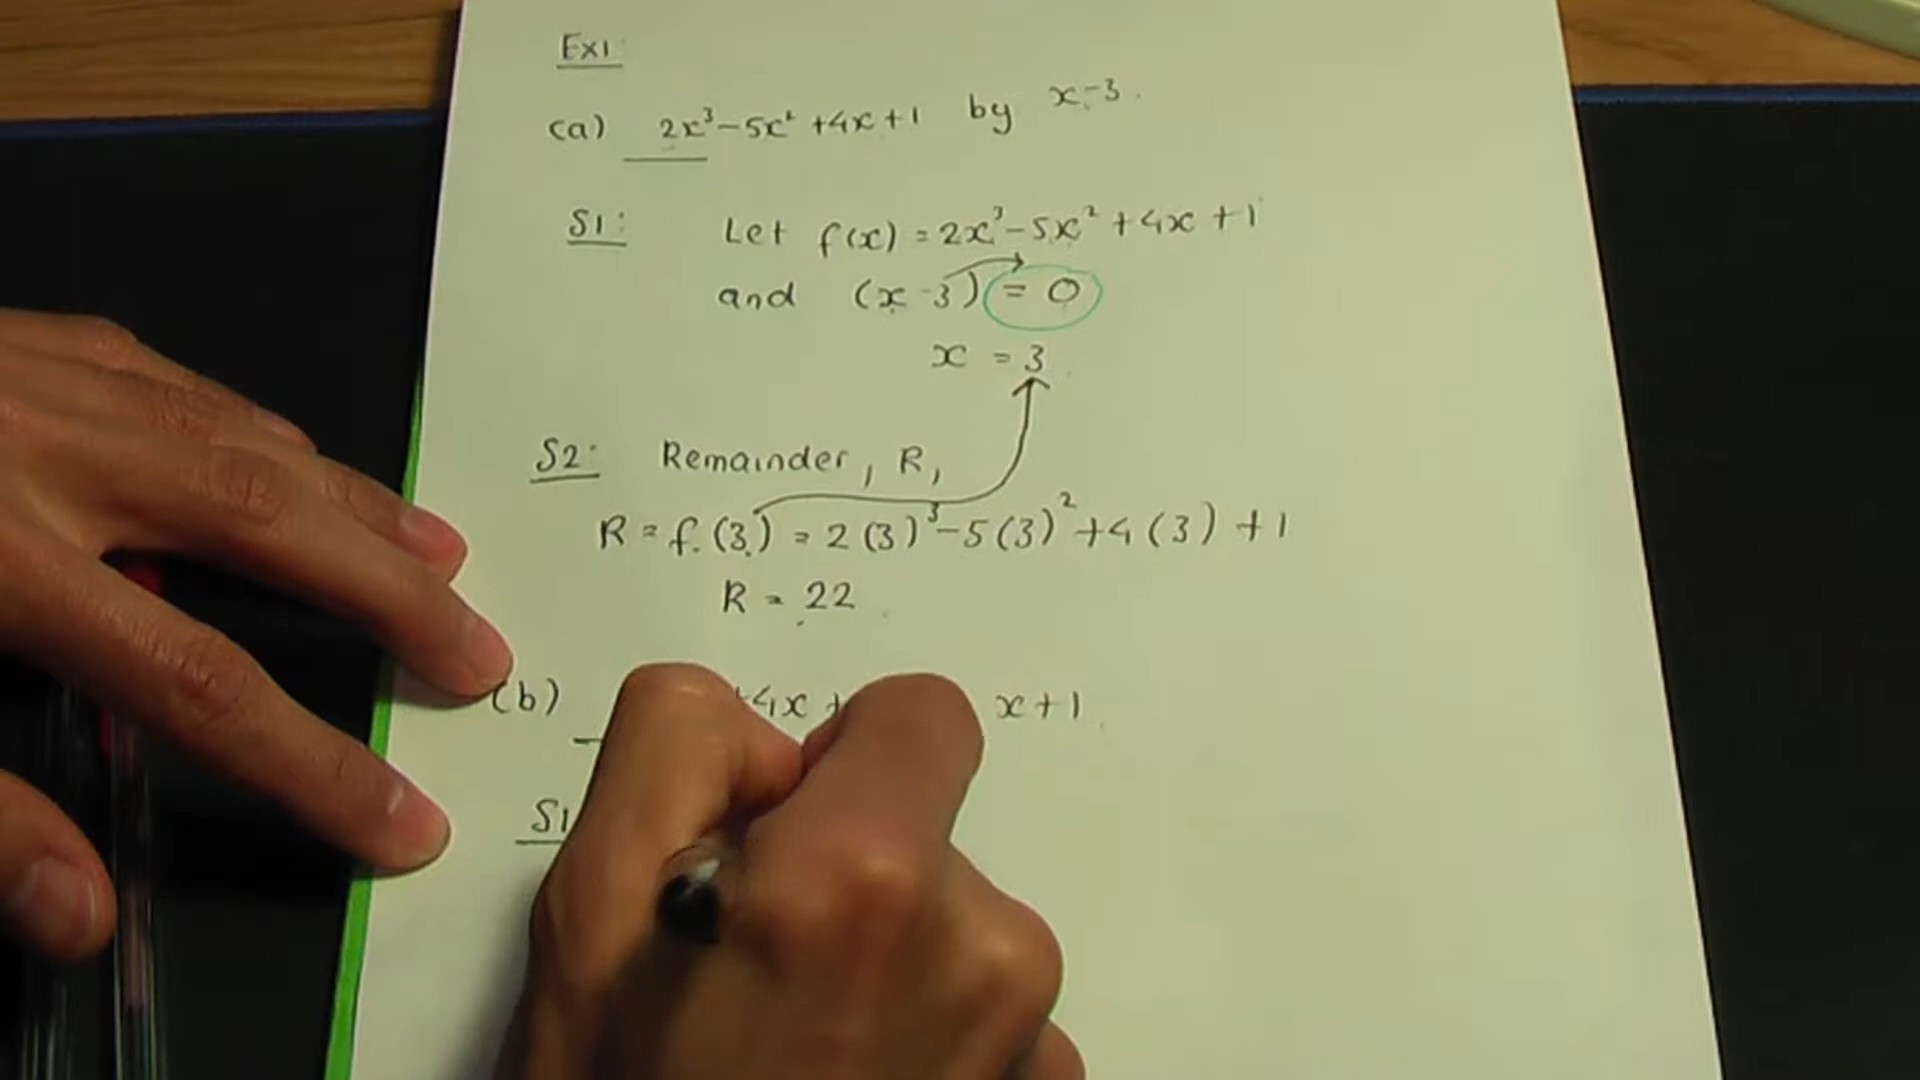 Ex1:
(a) 2x³-5x²+4x+1 by x-3.
S1: Let f(x) = 2x³-5x²+4x+1
and (x-3) = 0
x = 3
S2: Remainder, R,
R = f(3) = 2(3)³-5(3)²+4(3)+1
R = 22
(b) +4x+ x+1
S1